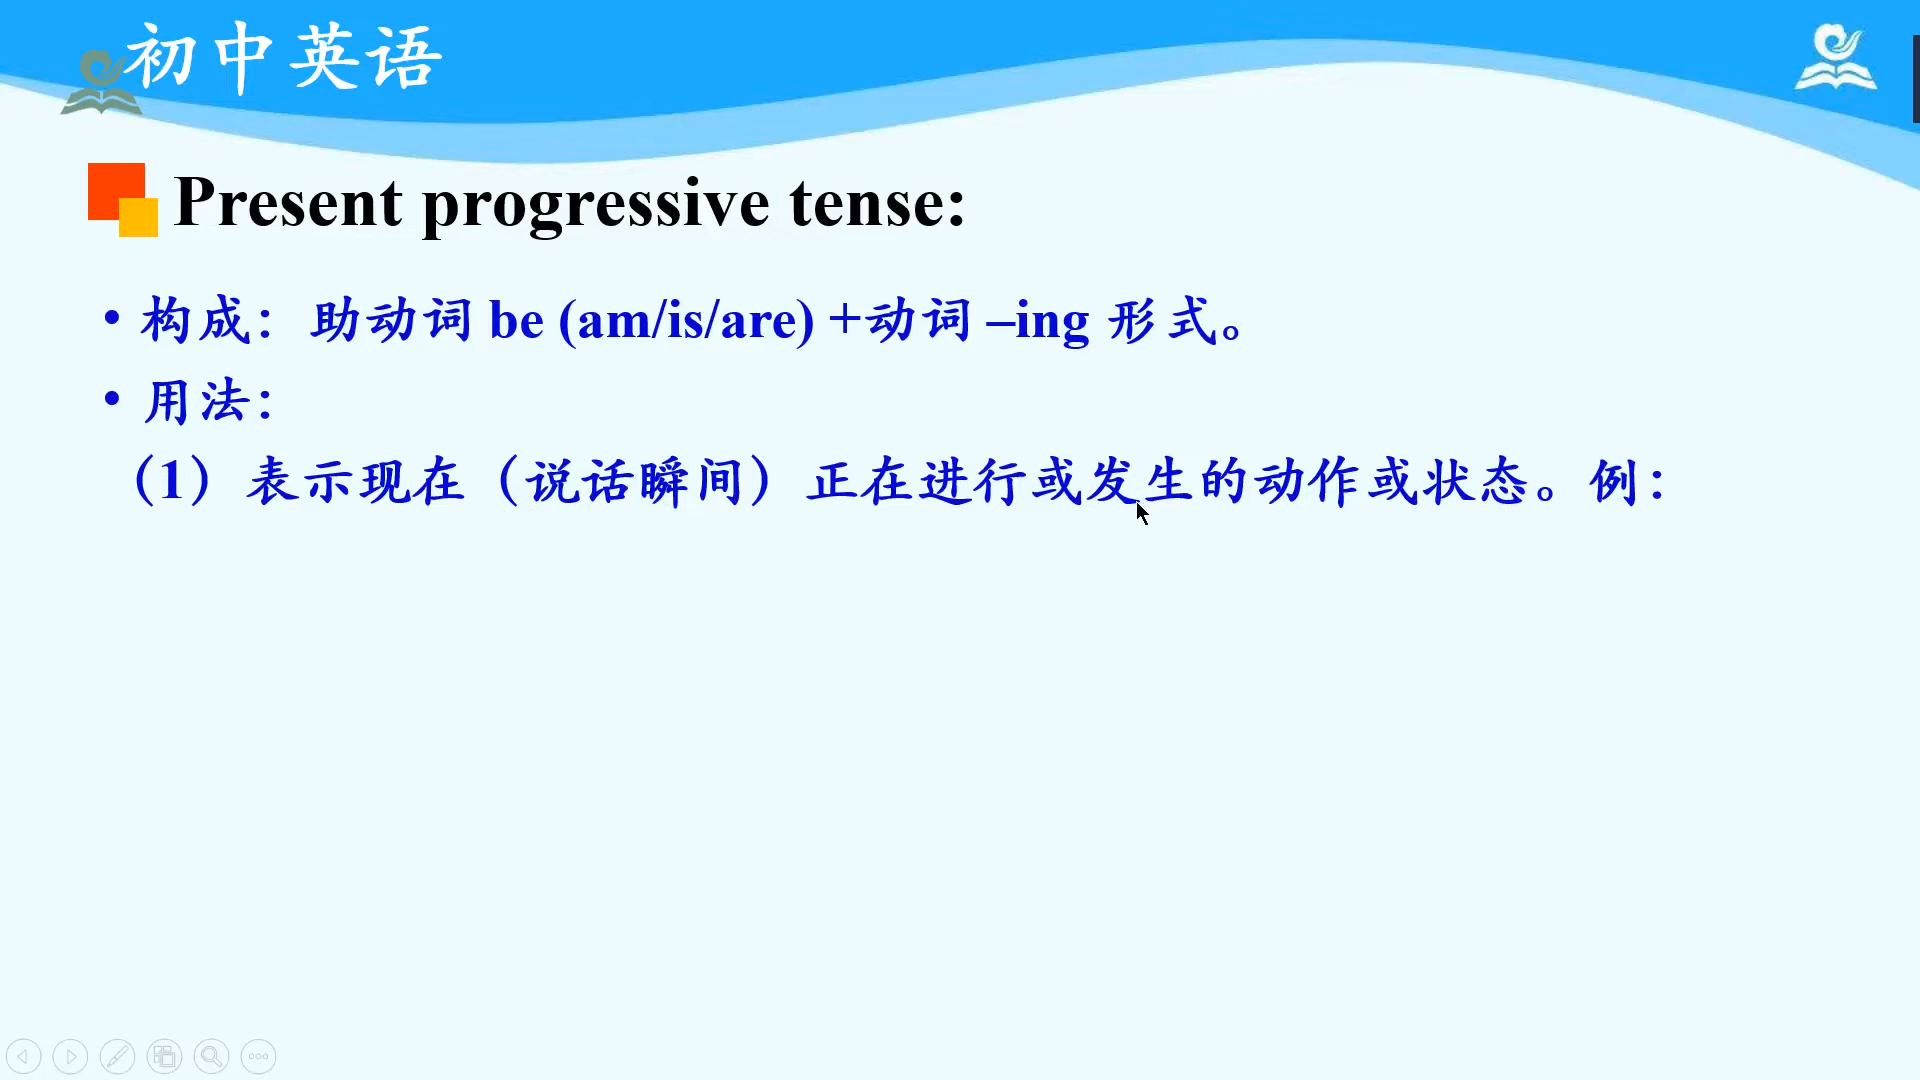 初中英语
Present progressive tense:
• 构成：助动词 be (am/is/are) +动词 –ing 形式。
• 用法：
（1）表示现在（说话瞬间）正在进行或发生的动作或状态。例：